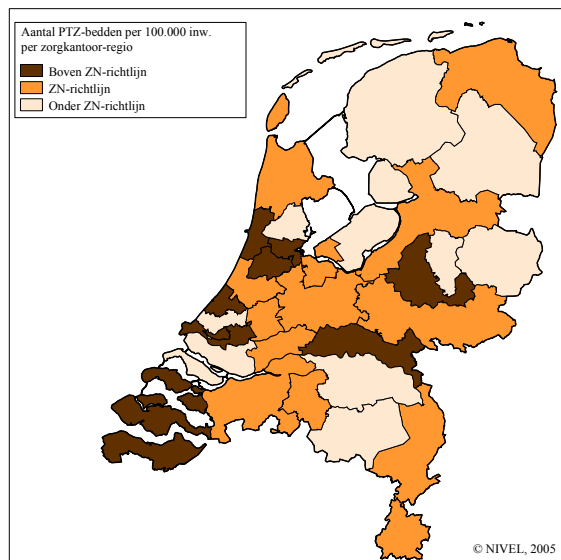 Aantal PTZ-bedden per 100.000 inw.
per zorgkantoor-regio
Boven ZN-richtlijn
ZN-richtlijn
Onder ZN-richtlijn
© NIVEL, 2005